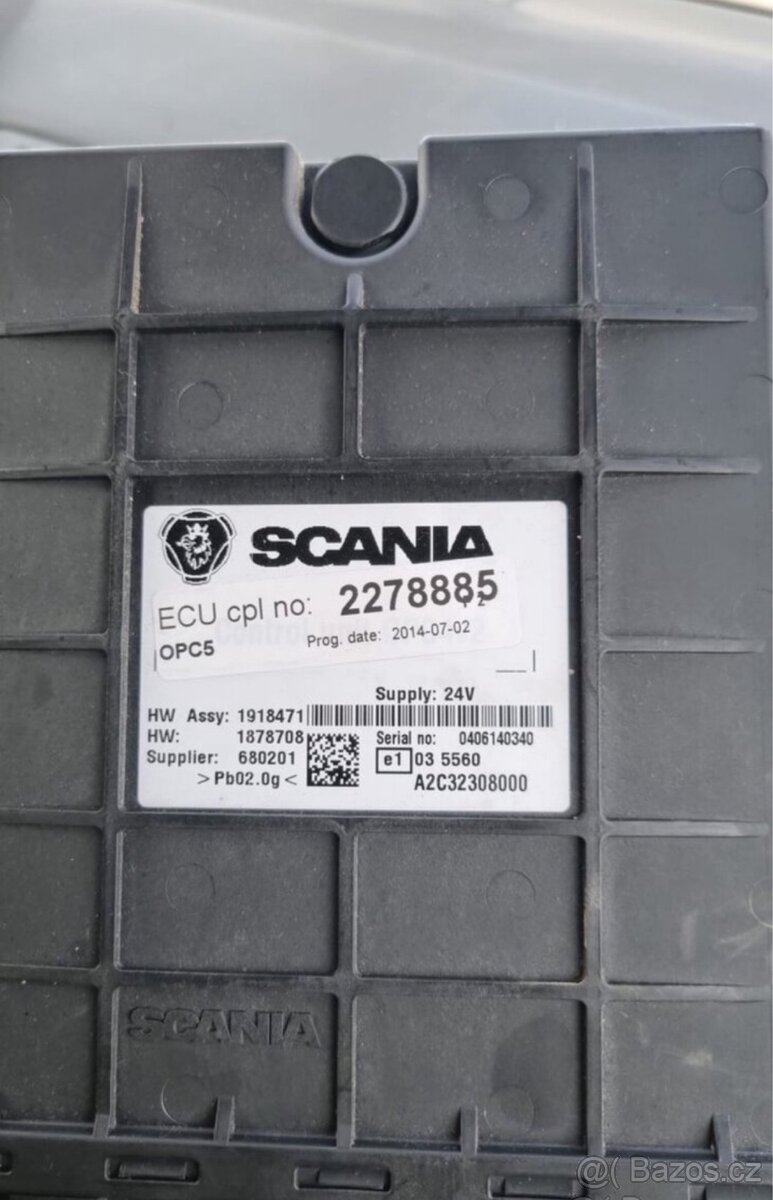 SCANIA
ECU cpl no: 2278885
OPC5 Prog. date: 2014-07-02
Supply: 24V
HW Assy: 1918471
HW: 1878708 Serial no: 0406140340
Supplier: 680201 e1 03 5560
>Pb02.0g< A2C32308000
SCANIA
@( Bazos.cz